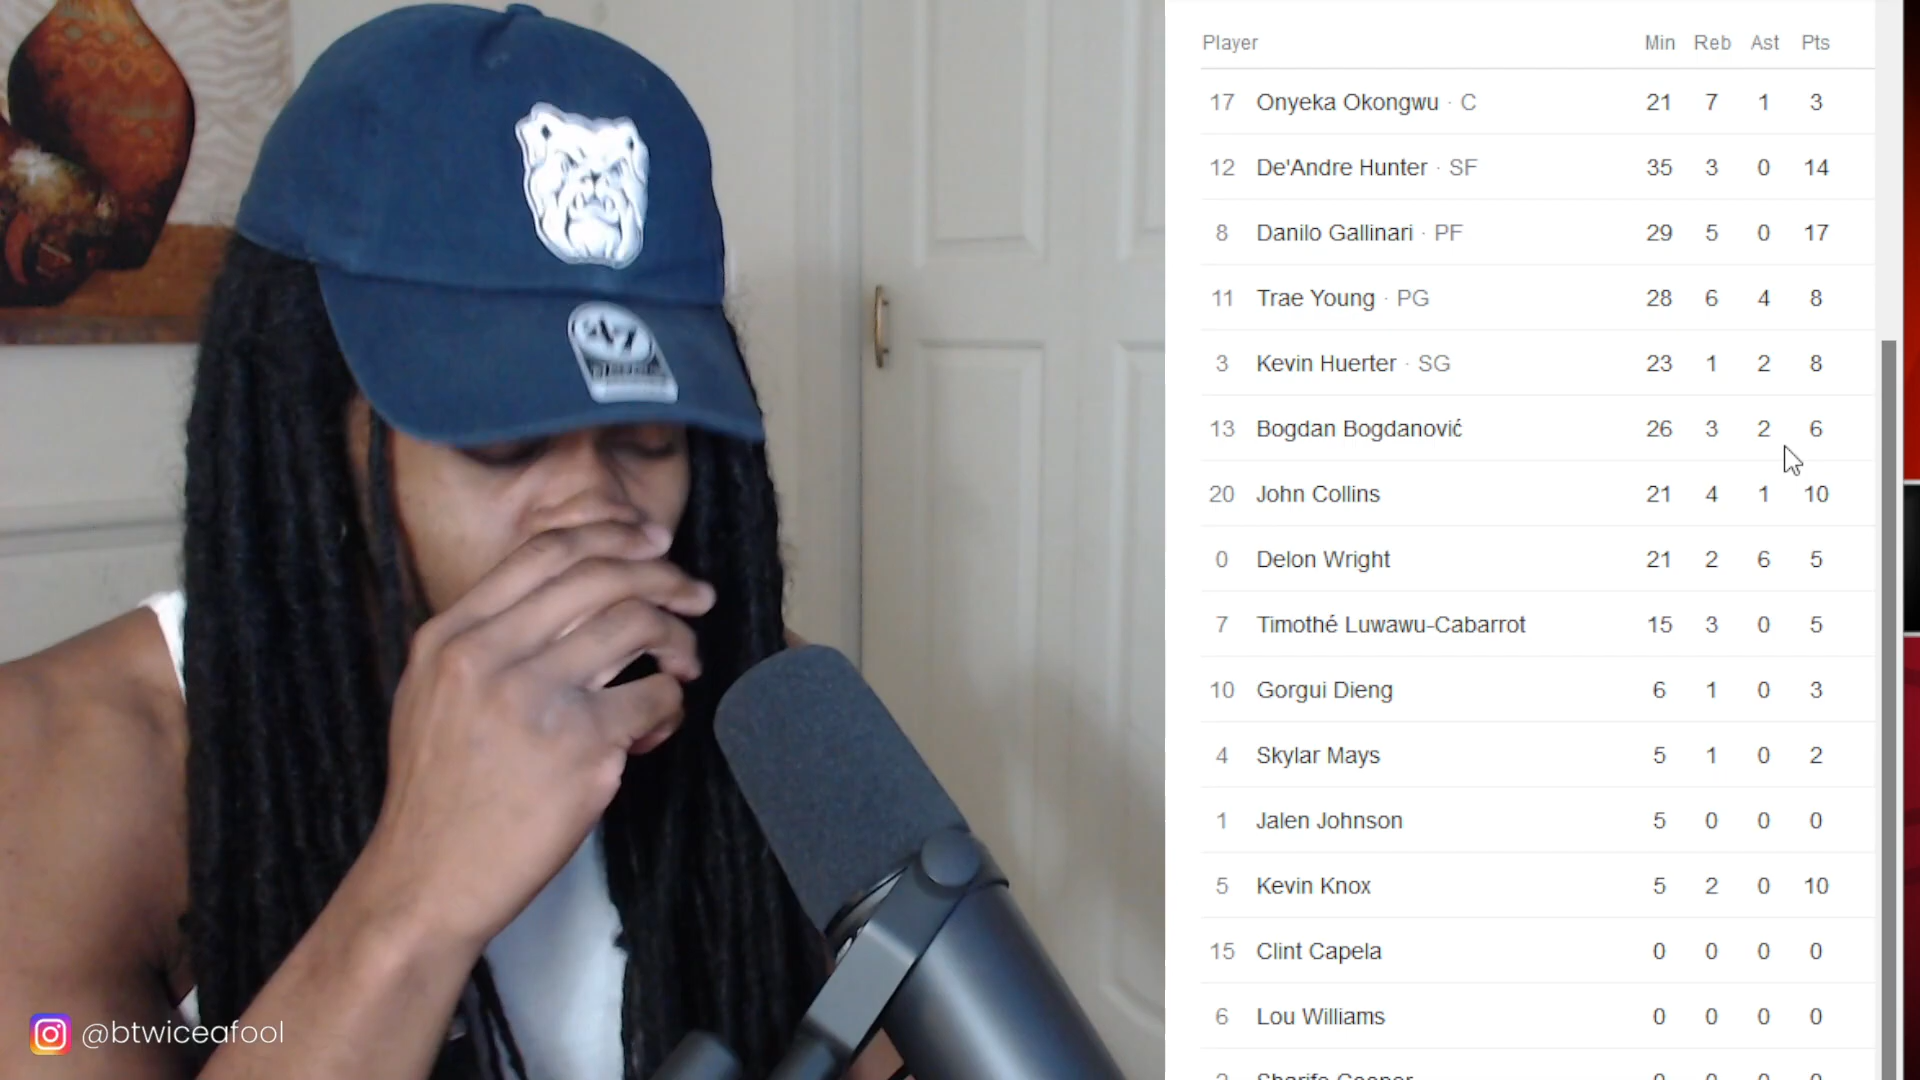 Player Min Reb Ast Pts
17 Onyeka Okongwu · C 21 7 1 3
12 De'Andre Hunter · SF 35 3 0 14
8 Danilo Gallinari · PF 29 5 0 17
11 Trae Young · PG 28 6 4 8
3 Kevin Huerter · SG 23 1 2 8
13 Bogdan Bogdanović 26 3 2 6
20 John Collins 21 4 1 10
0 Delon Wright 21 2 6 5
7 Timothé Luwawu-Cabarrot 15 3 0 5
10 Gorgui Dieng 6 1 0 3
4 Skylar Mays 5 1 0 2
1 Jalen Johnson 5 0 0 0
5 Kevin Knox 5 2 0 10
15 Clint Capela 0 0 0 0
6 Lou Williams 0 0 0 0
'47
@btwiceafool